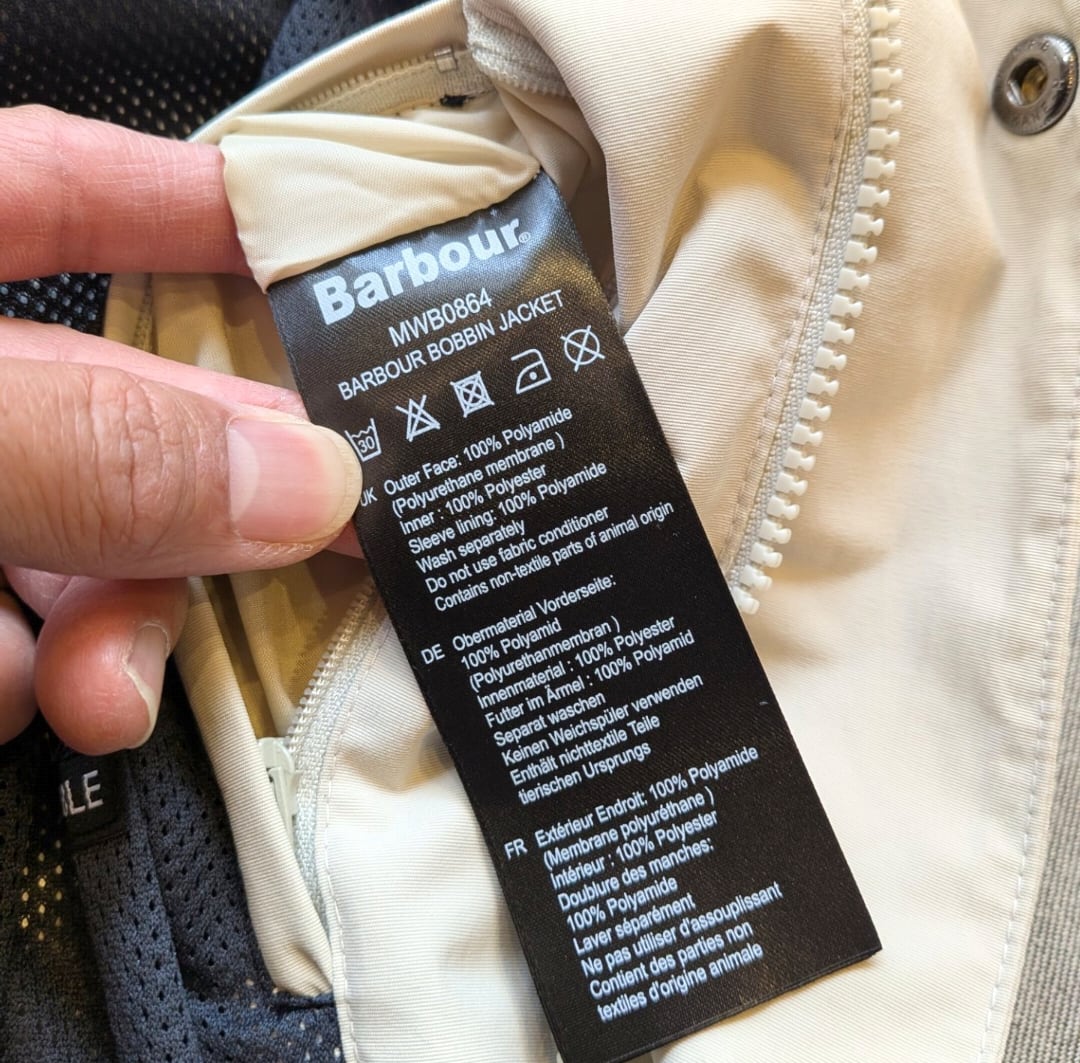 Barbour®
MWB0864
BARBOUR BOBBIN JACKET
30
UK Outer Face: 100% Polyamide
(Polyurethane membrane )
Inner : 100% Polyester
Sleeve lining: 100% Polyamide
Wash separately
Do not use fabric conditioner
Contains non-textile parts of animal origin
DE Obermaterial Vorderseite:
100% Polyamid
(Polyurethanmembran )
Innenmaterial : 100% Polyester
Futter im Ärmel : 100% Polyamid
Separat waschen
Keinen Weichspüler verwenden
Enthält nichttextile Teile
tierischen Ursprungs
FR Extérieur Endroit: 100% Polyamide
(Membrane polyuréthane )
Intérieur : 100% Polyester
Doublure des manches:
100% Polyamide
Laver séparément
Ne pas utiliser d'assouplissant
Contient des parties non
textiles d'origine animale